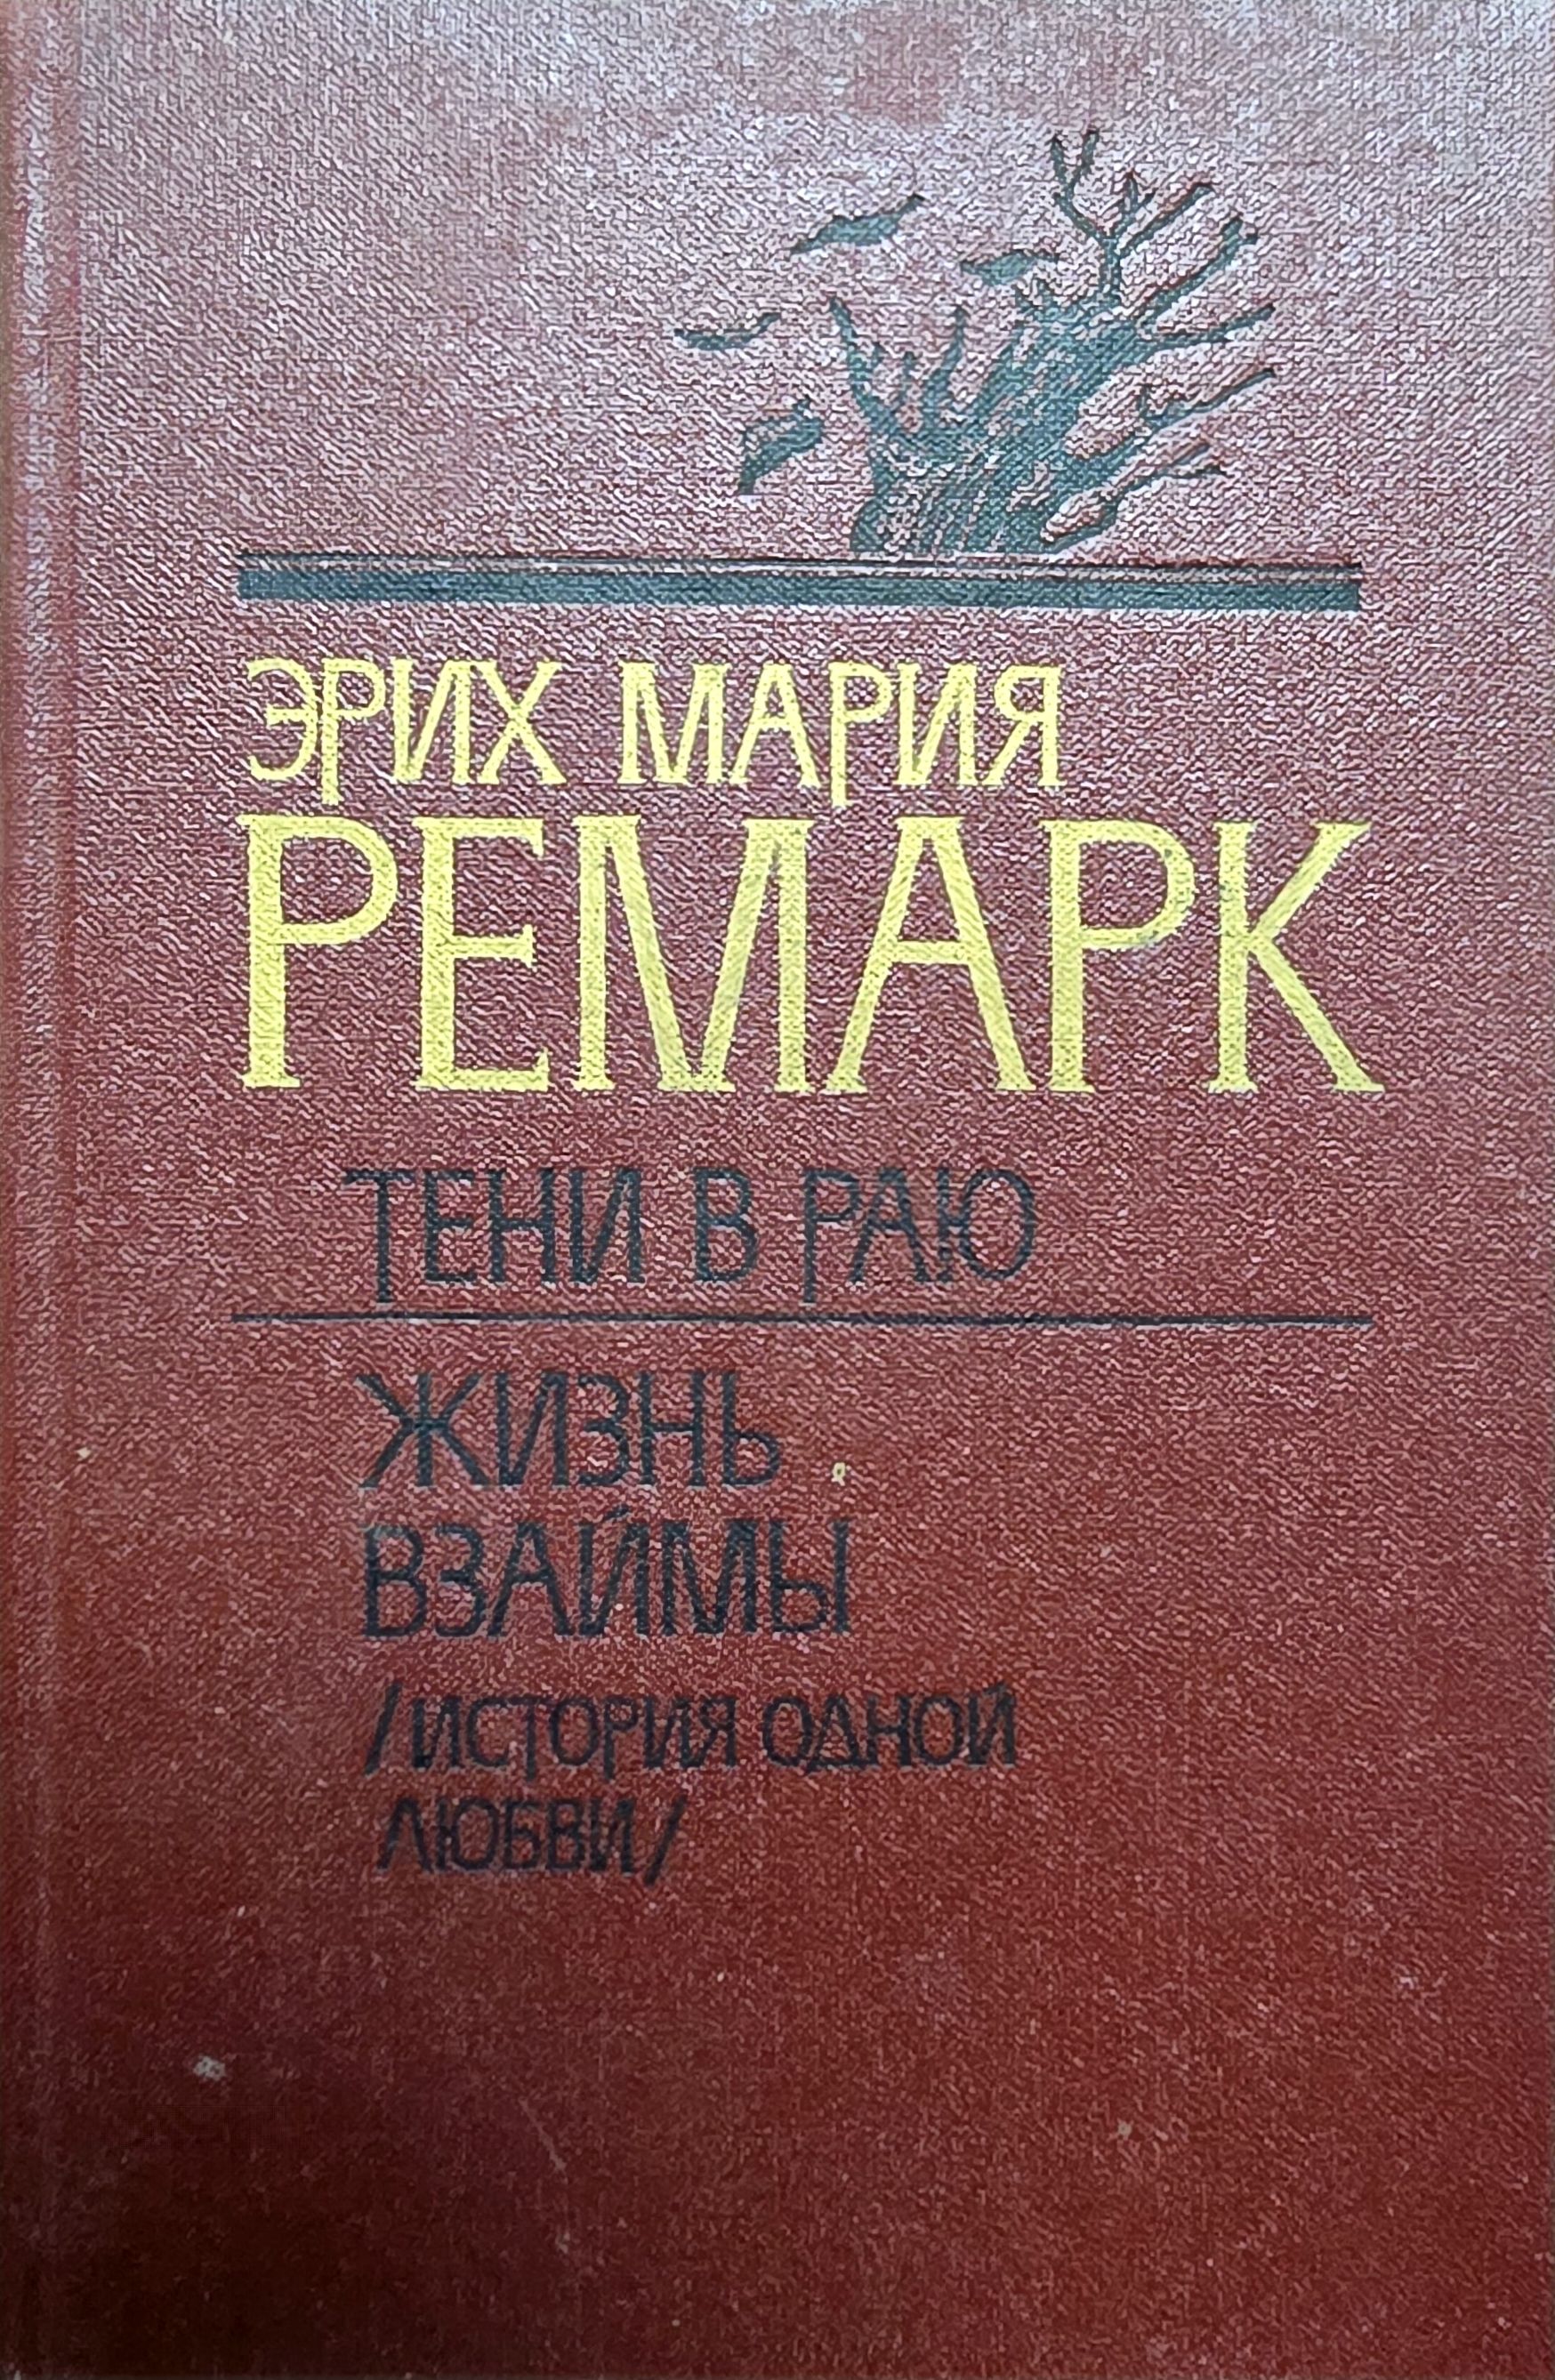 ЭРИХ МАРИЯ
РЕМАРК
ТЕНИ В РАЮ
ЖИЗНЬ
ВЗАЙМЫ
/ИСТОРИЯ ОДНОЙ
ЛЮБВИ/